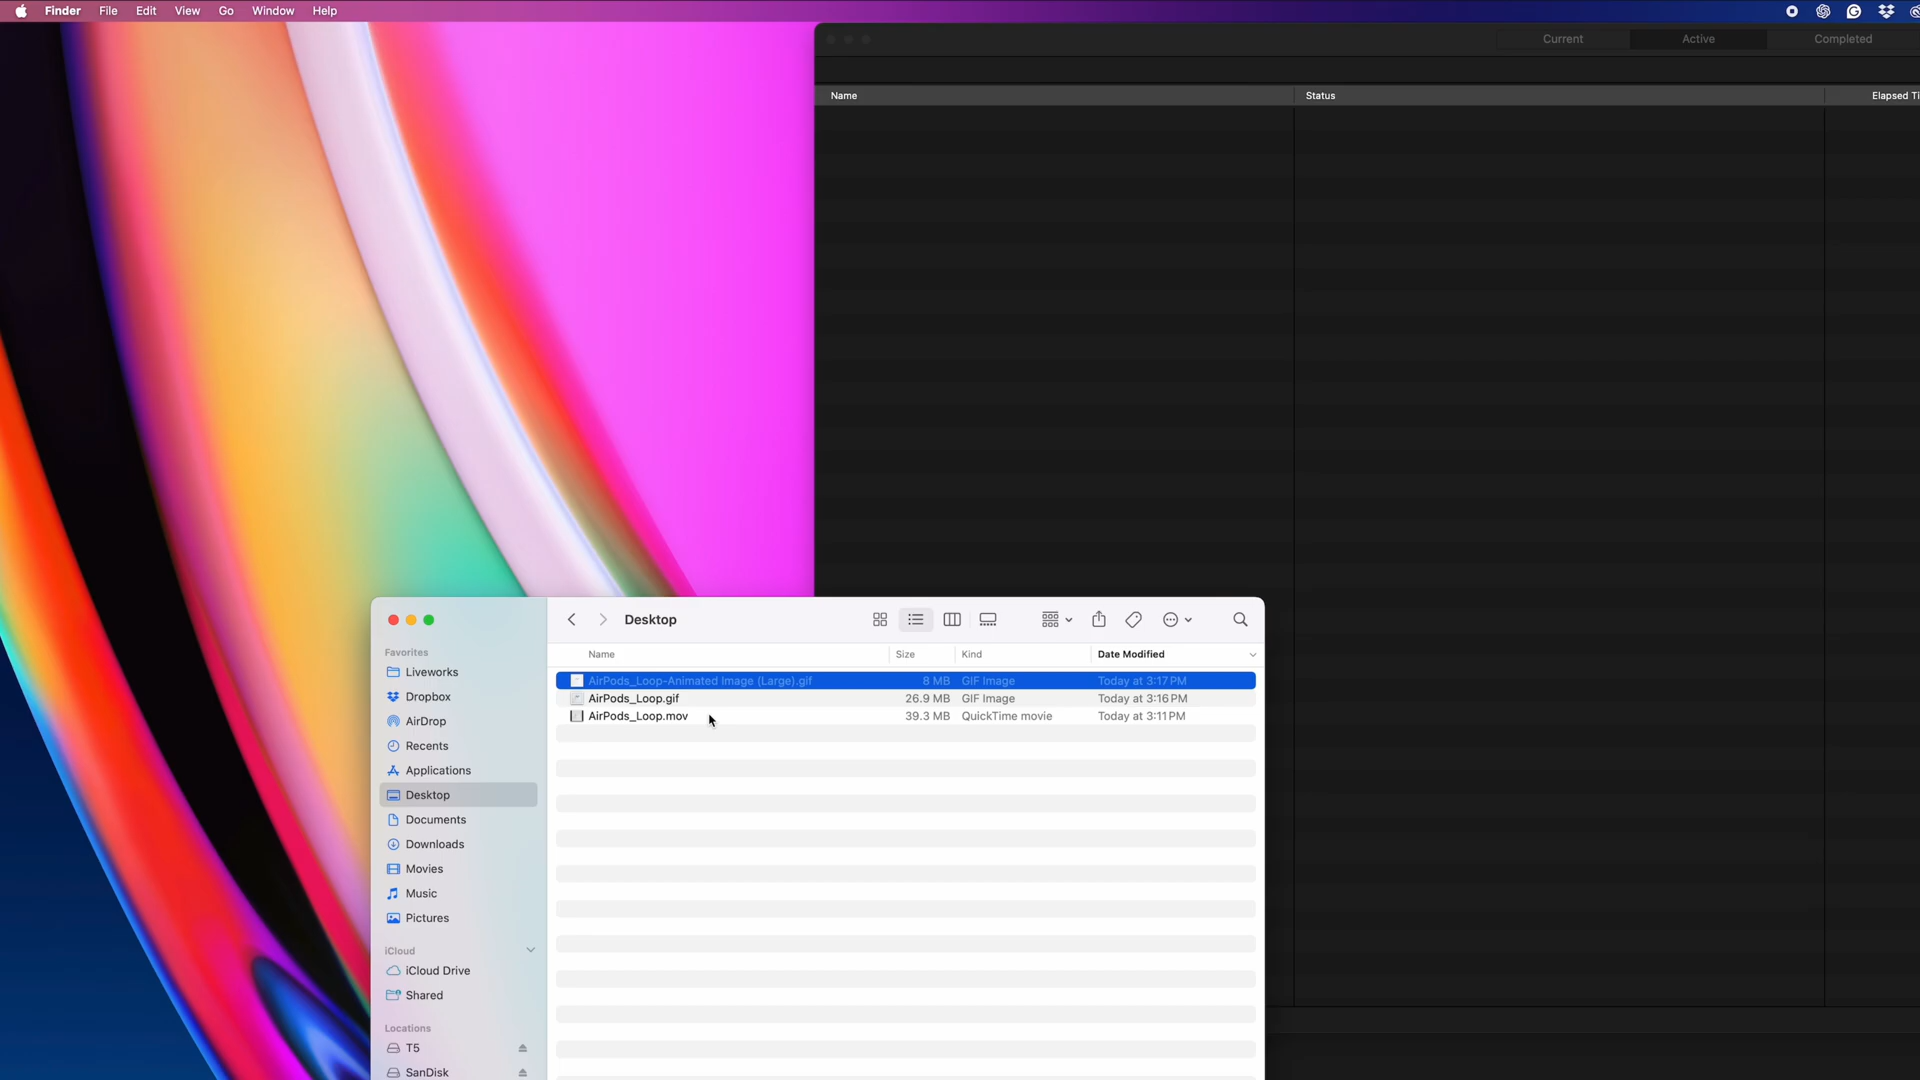 Finder File Edit View Go Window Help
Current Active Completed
Name Status Elapsed Ti
Desktop
Name Size Kind Date Modified
AirPods_Loop-Animated Image (Large).gif 8 MB GIF Image Today at 3:17 PM
AirPods_Loop.gif 26.9 MB GIF Image Today at 3:16 PM
AirPods_Loop.mov 39.3 MB QuickTime movie Today at 3:11 PM
Favorites
Liveworks
Dropbox
AirDrop
Recents
Applications
Desktop
Documents
Downloads
Movies
Music
Pictures
iCloud
iCloud Drive
Shared
Locations
T5
SanDisk